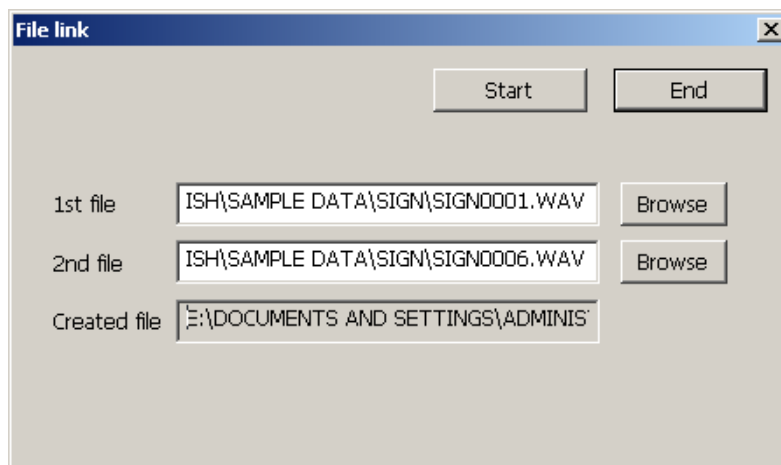 File link
Start End
1st file ISH\SAMPLE DATA\SIGN\SIGN0001.WAV Browse
2nd file ISH\SAMPLE DATA\SIGN\SIGN0006.WAV Browse
Created file E:\DOCUMENTS AND SETTINGS\ADMINIS